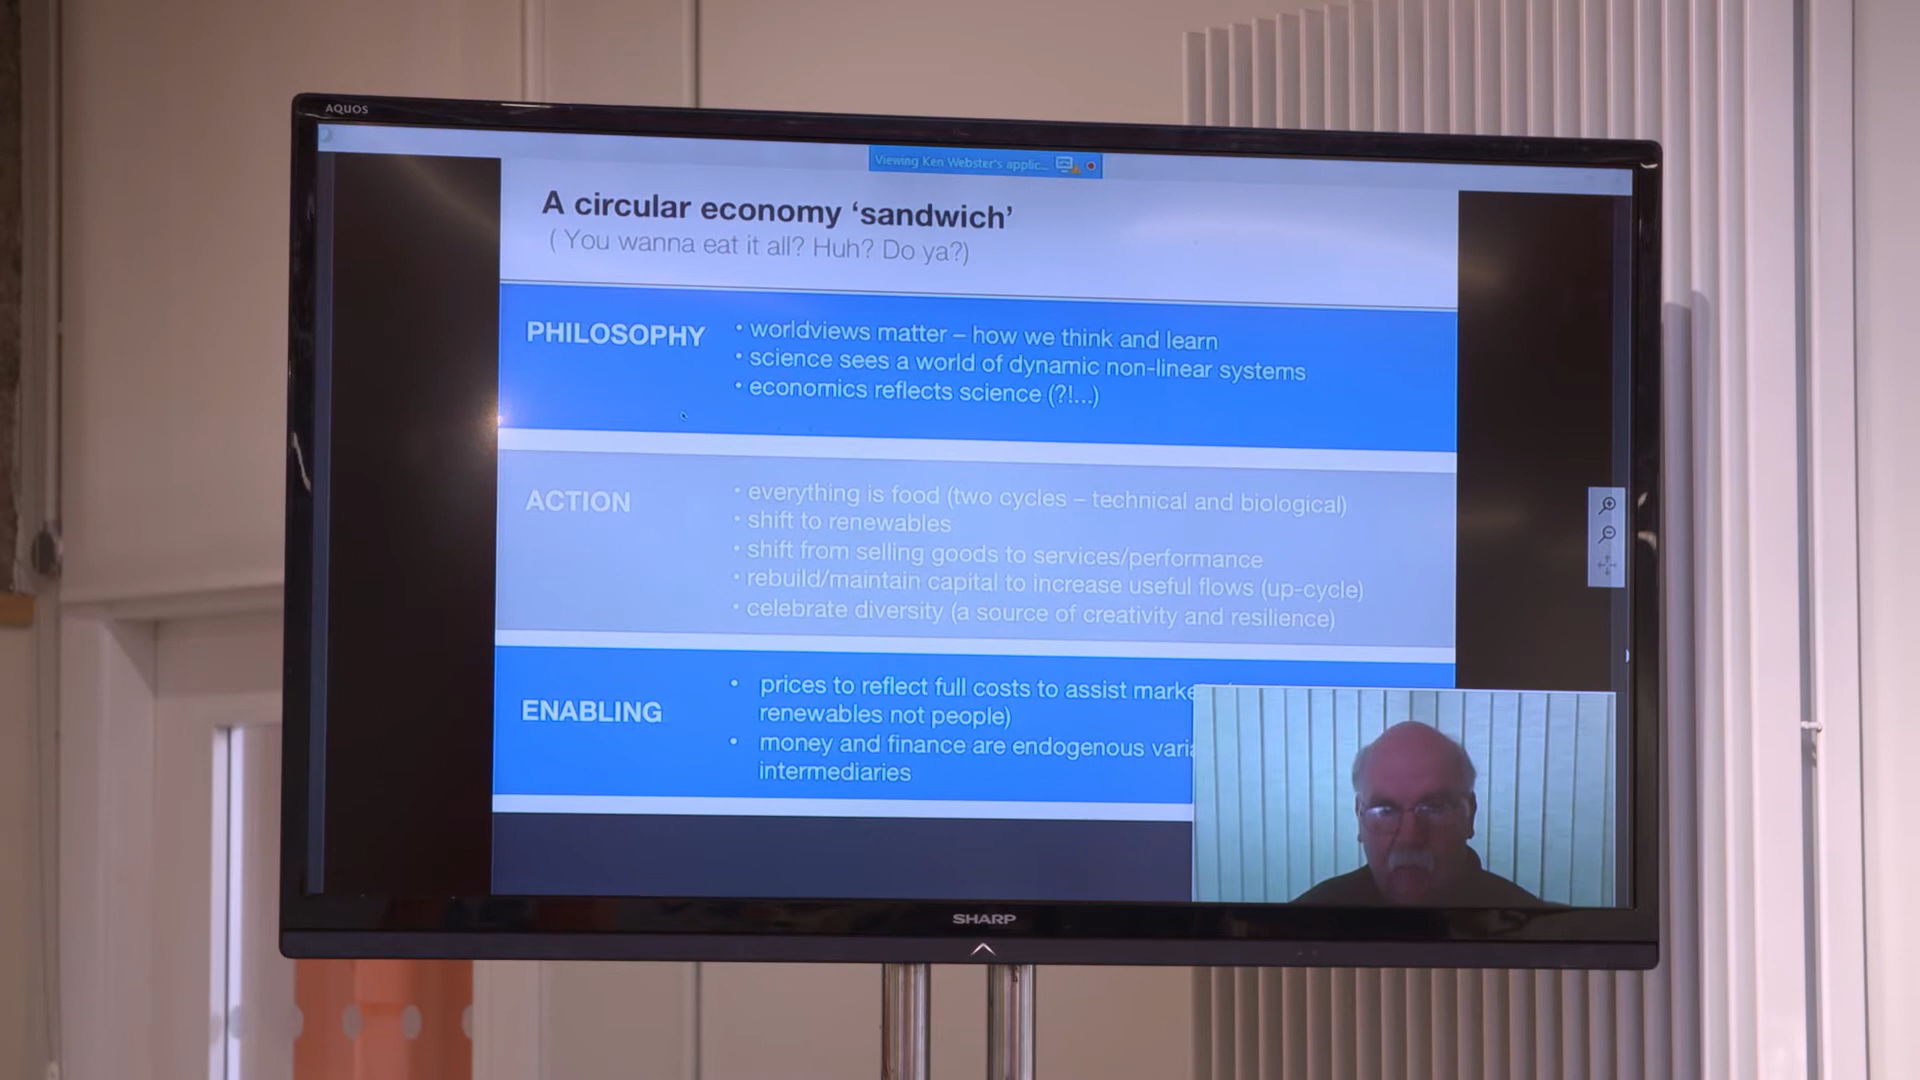 AQUOS
Viewing Ken Webster's applic...
A circular economy ‘sandwich’
( You wanna eat it all? Huh? Do ya?)
PHILOSOPHY
• worldviews matter – how we think and learn
• science sees a world of dynamic non-linear systems
• economics reflects science (?!...)
ACTION
• everything is food (two cycles – technical and biological)
• shift to renewables
• shift from selling goods to services/performance
• rebuild/maintain capital to increase useful flows (up-cycle)
• celebrate diversity (a source of creativity and resilience)
ENABLING
• prices to reflect full costs to assist
renewables not people)
• money and finance are endogenous
intermediaries
SHARP